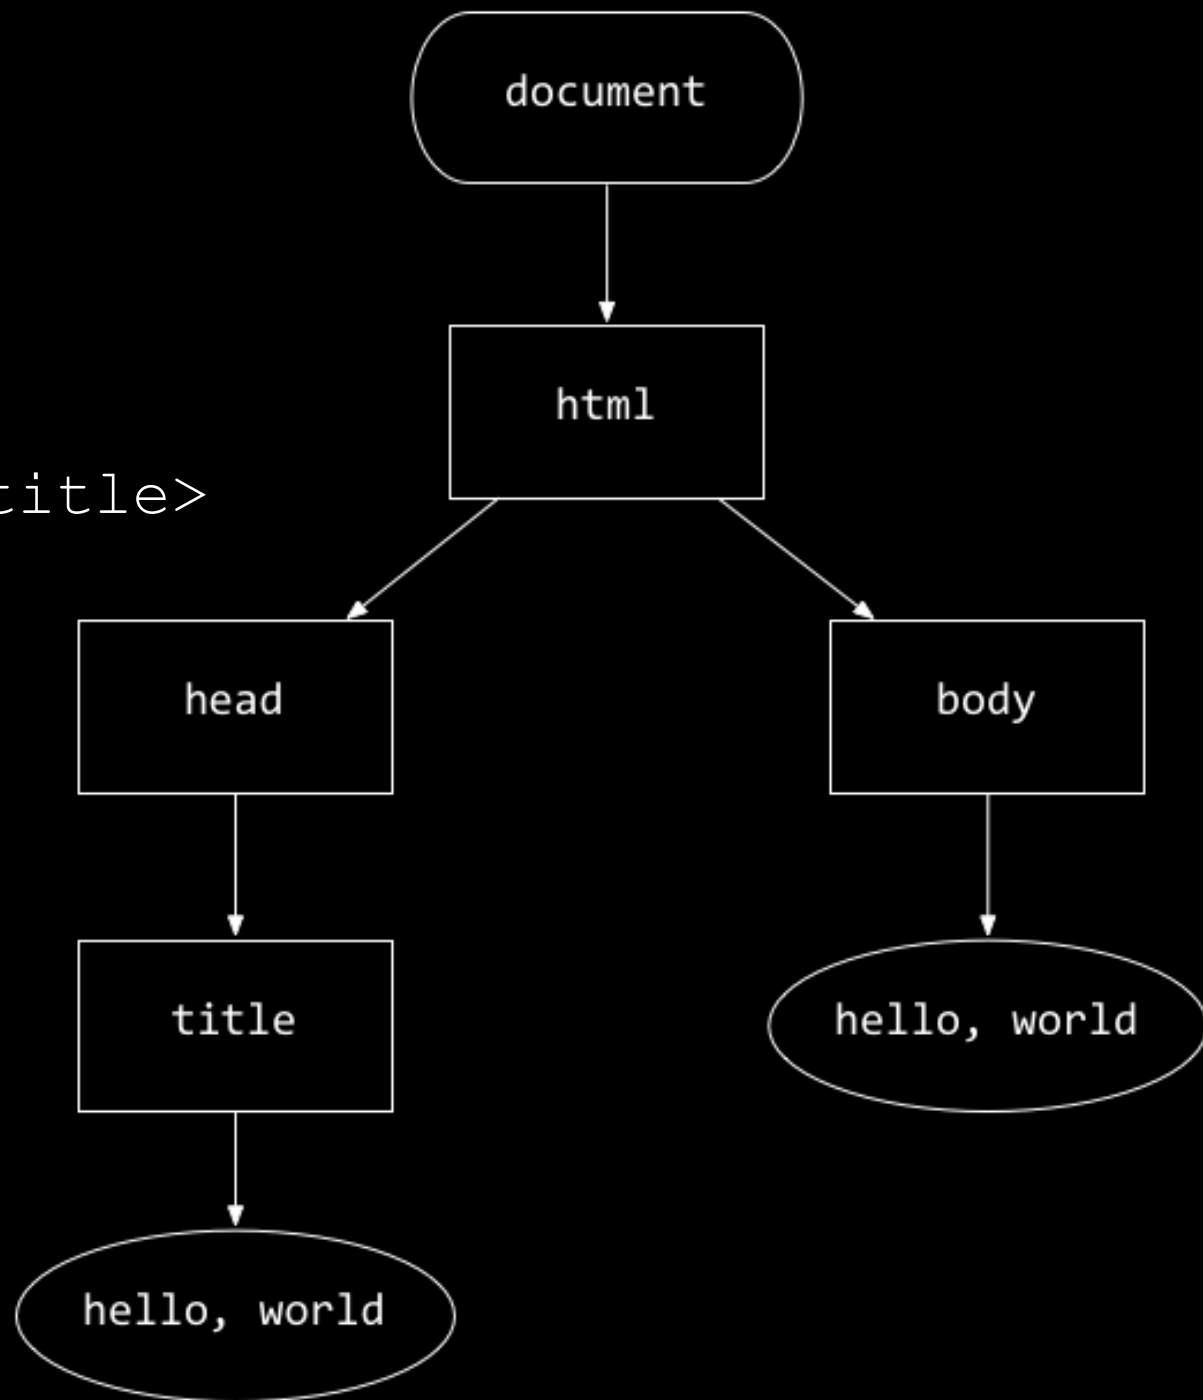 document
html
title>
head
body
title
hello, world
hello, world